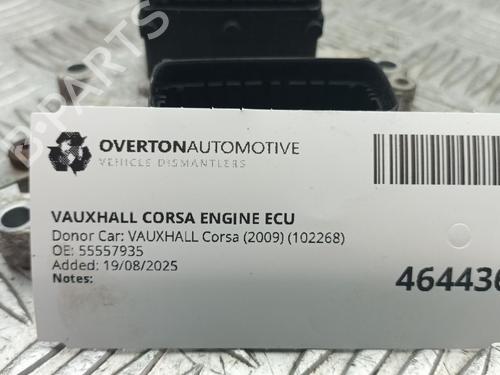 OVERTONAUTOMOTIVE
VEHICLE DISMANTLERS
VAUXHALL CORSA ENGINE ECU
Donor Car: VAUXHALL Corsa (2009) (102268)
OE: 55557935
Added: 19/08/2025
Notes:
464436
B-PARTS